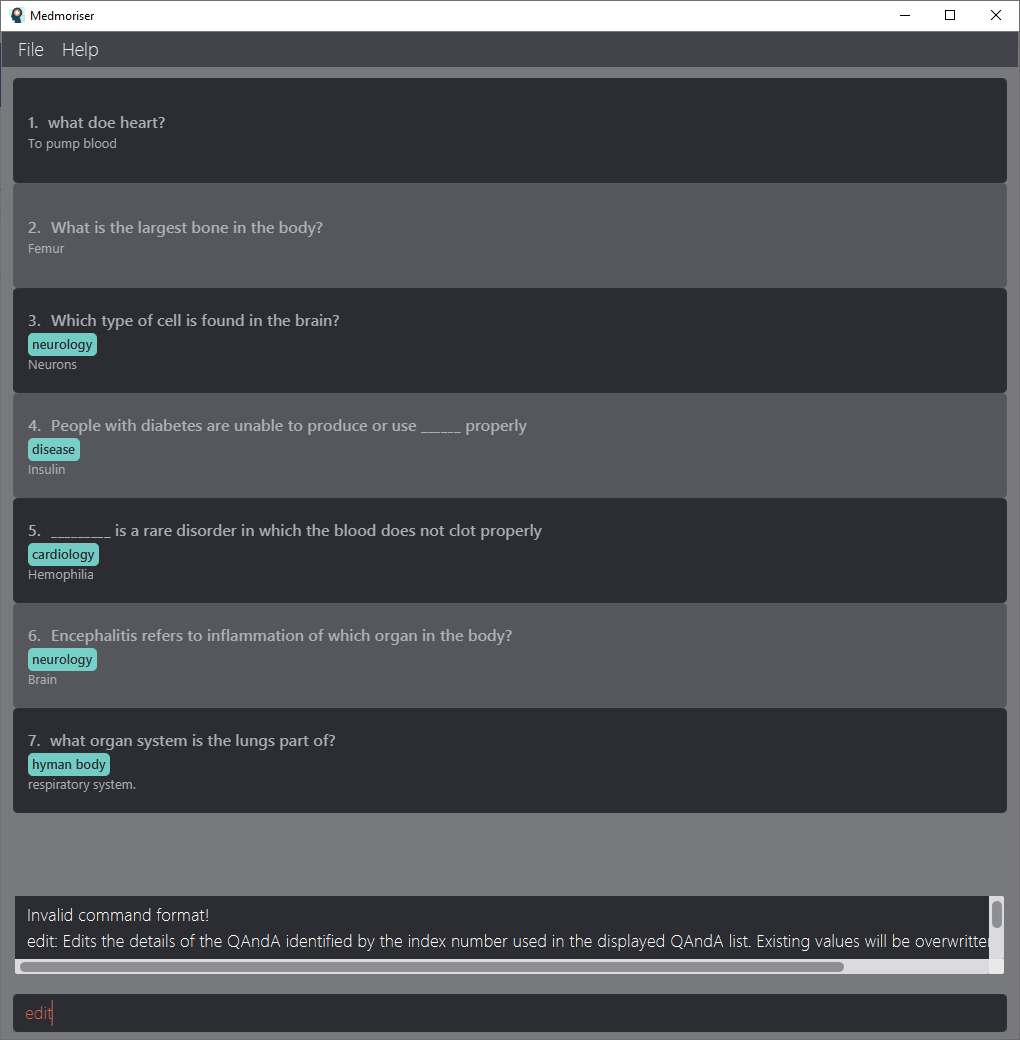 Medmoriser
File Help
1. what doe heart?
To pump blood
2. What is the largest bone in the body?
Femur
3. Which type of cell is found in the brain?
neurology
Neurons
4. People with diabetes are unable to produce or use ______ properly
disease
Insulin
5. _________ is a rare disorder in which the blood does not clot properly
cardiology
Hemophilia
6. Encephalitis refers to inflammation of which organ in the body?
neurology
Brain
7. what organ system is the lungs part of?
hyman body
respiratory system.
Invalid command format!
edit: Edits the details of the QAndA identified by the index number used in the displayed QAndA list. Existing values will be overwritten
edit